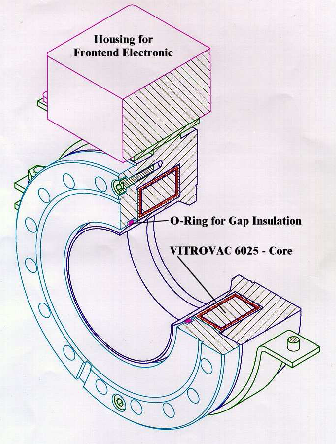 Housing for
Frontend Electronic
O-Ring for Gap Insulation
VITROVAC 6025 - Core